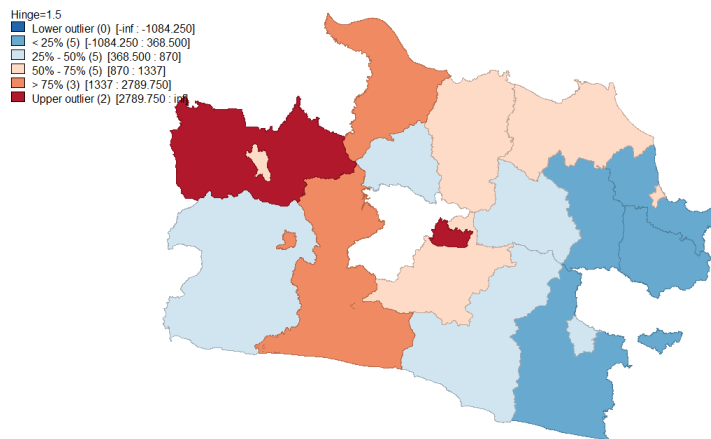 Hinge=1.5
Lower outlier (0) [-inf : -1084.250]
< 25% (5) [-1084.250 : 368.500]
25% - 50% (5) [368.500 : 870]
50% - 75% (5) [870 : 1337]
> 75% (3) [1337 : 2789.750]
Upper outlier (2) [2789.750 : inf]